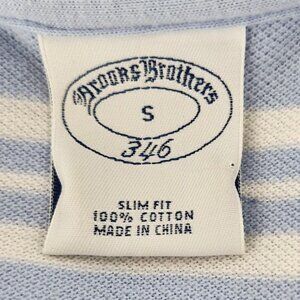 Brooks Brothers
S
346
SLIM FIT
100% COTTON
MADE IN CHINA